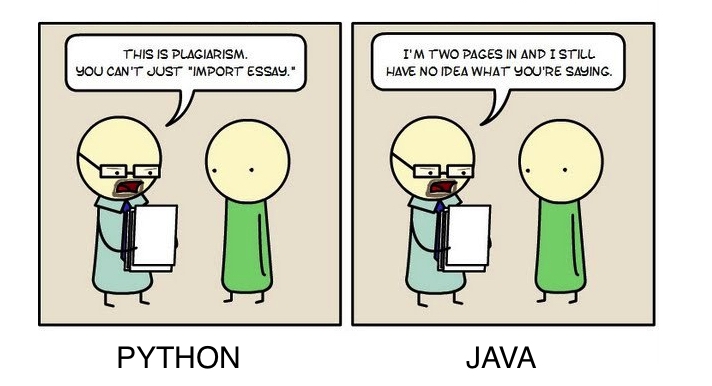 THIS IS PLAGIARISM.
YOU CAN'T JUST "IMPORT ESSAY."
I'M TWO PAGES IN AND I STILL
HAVE NO IDEA WHAT YOU'RE SAYING.
PYTHON
JAVA